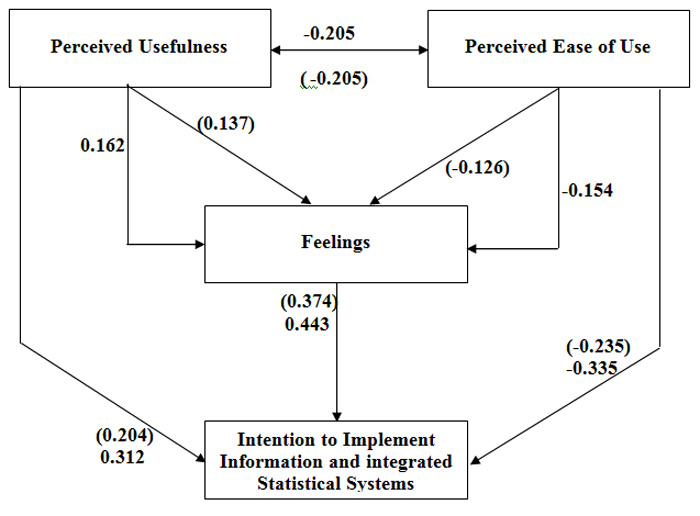 Perceived Usefulness
-0.205
(-0.205)
Perceived Ease of Use
(0.137)
0.162
(-0.126)
-0.154
Feelings
(0.374)
0.443
(-0.235)
-0.335
(0.204)
0.312
Intention to Implement
Information and integrated
Statistical Systems